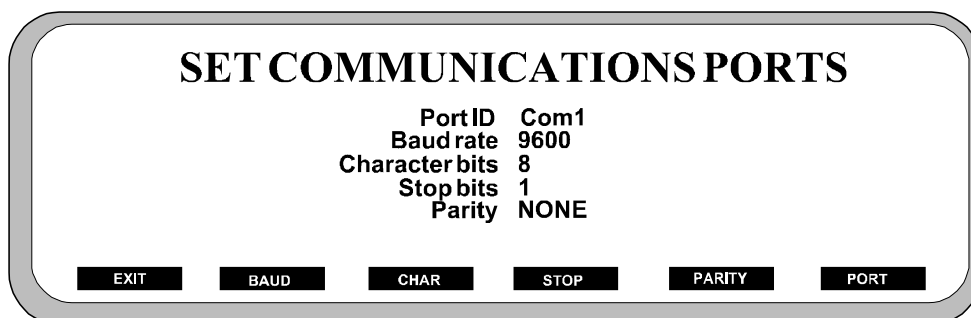 SET COMMUNICATIONS PORTS
Port ID Com1
Baud rate 9600
Character bits 8
Stop bits 1
Parity NONE
EXIT BAUD CHAR STOP PARITY PORT